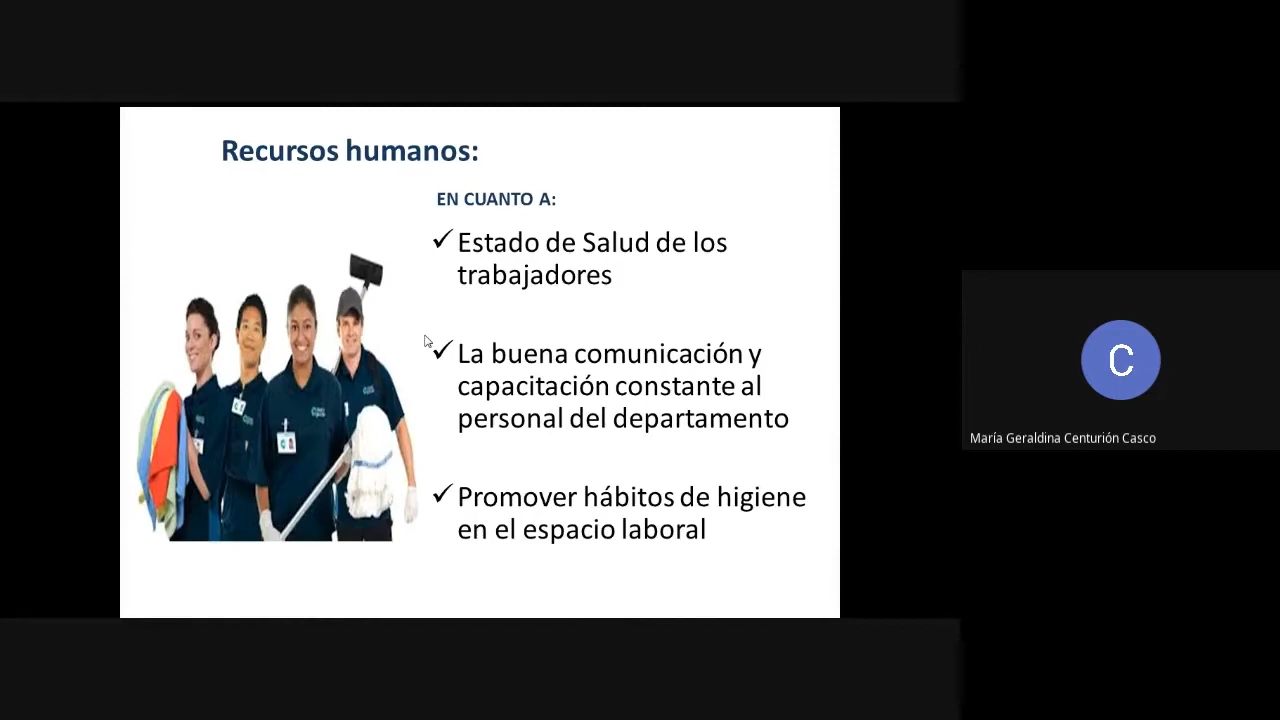 Recursos humanos:
EN CUANTO A:
✓ Estado de Salud de los
trabajadores
✓ La buena comunicación y
capacitación constante al
personal del departamento
✓ Promover hábitos de higiene
en el espacio laboral
C
María Geraldina Centurión Casco